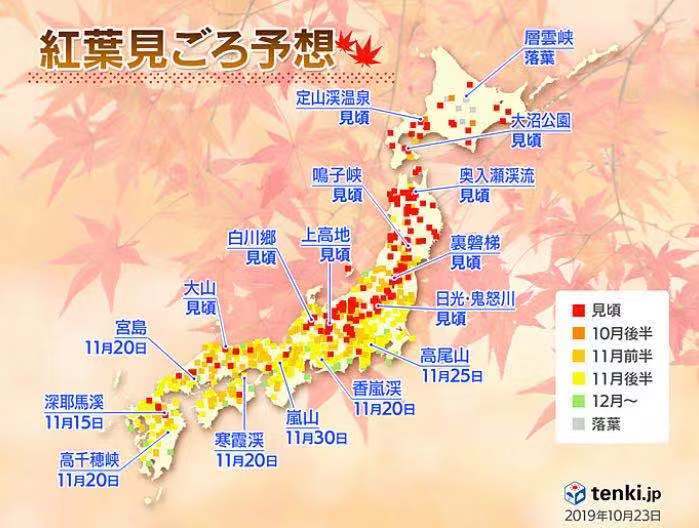 紅葉見ごろ予想
層雲峡
落葉
定山渓温泉
見頃
大沼公園
見頃
鳴子峡
見頃
奥入瀬渓流
見頃
白川郷
見頃
上高地
見頃
裏磐梯
見頃
大山
見頃
日光・鬼怒川
見頃
宮島
11月20日
高尾山
11月25日
深耶馬溪
11月15日
香嵐渓
11月20日
嵐山
11月30日
寒霞渓
11月20日
高千穂峡
11月20日
見頃
10月後半
11月前半
11月後半
12月～
落葉
tenki.jp
2019年10月23日